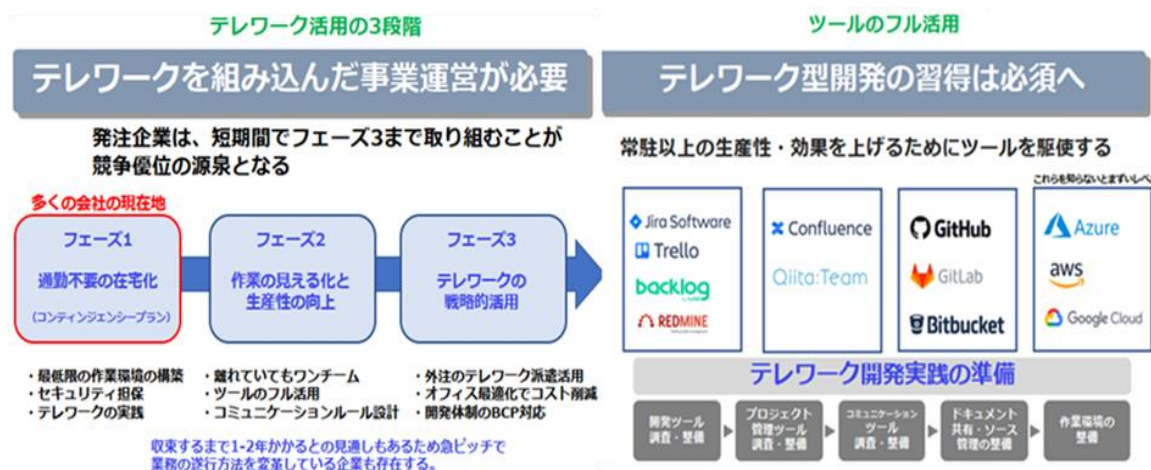 テレワーク活用の3段階
テレワークを組み込んだ事業運営が必要
発注企業は、短期間でフェーズ3まで取り組むことが
競争優位の源泉となる
多くの会社の現在地
フェーズ1
通勤不要の在宅化
(コンティンジェンシープラン)
フェーズ2
作業の見える化と
生産性の向上
フェーズ3
テレワークの
戦略的活用
・最低限の作業環境の構築
・セキュリティ担保
・テレワークの実践
・離れていてもワンチーム
・ツールのフル活用
・コミュニケーションルール設計
・外注のテレワーク派遣活用
・オフィス最適化でコスト削減
・開発体制のBCP対応
収束するまで1-2年かかるとの見通しもあるため急ピッチで
業務の遂行方法を変革している企業も存在する。
ツールのフル活用
テレワーク型開発の習得は必須へ
常駐以上の生産性・効果を上げるためにツールを駆使する
これらを知らないとまずいレベ
Jira Software
Trello
backlog
REDMINE
Confluence
Qiita:Team
GitHub
GitLab
Bitbucket
Azure
aws
Google Cloud
テレワーク開発実践の準備
開発ツール
調査・整備
プロジェクト
管理ツール
調査・整備
コミュニケーション
ツール
調査・整備
ドキュメント
共有・ソース
管理の整備
作業環境の
整備